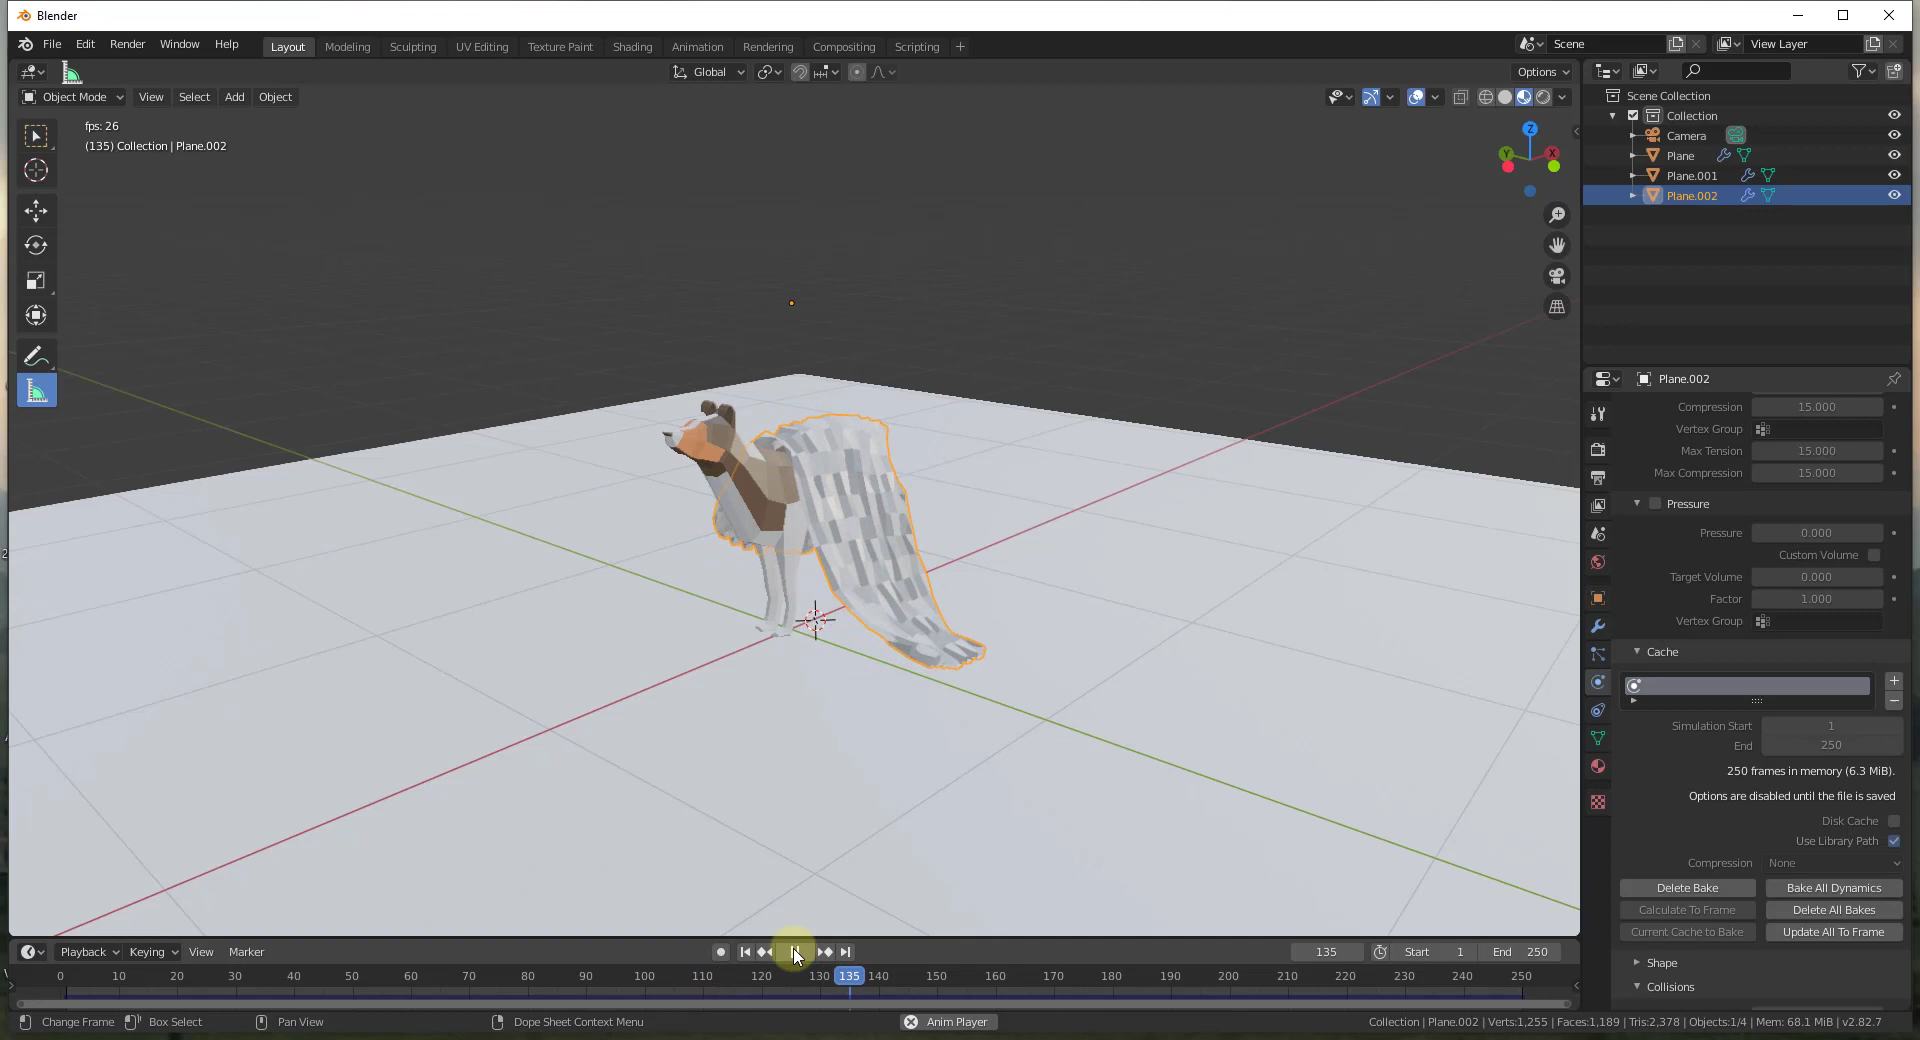 Blender
File Edit Render Window Help Layout Modeling Sculpting UV Editing Texture Paint Shading Animation Rendering Compositing Scripting + Scene View Layer
Global Options
Object Mode View Select Add Object
fps: 26
(135) Collection | Plane.002
Z
Y X
Scene Collection
Collection
Camera
Plane
Plane.001
Plane.002
Plane.002
Compression 15.000
Vertex Group
Max Tension 15.000
Max Compression 15.000
Pressure
Pressure 0.000
Custom Volume
Target Volume 0.000
Factor 1.000
Vertex Group
Cache
Simulation Start 1
End 250
250 frames in memory (6.3 MiB).
Options are disabled until the file is saved
Disk Cache
Use Library Path
Compression None
Delete Bake Bake All Dynamics
Calculate To Frame Delete All Bakes
Current Cache to Bake Update All To Frame
Shape
Collisions
Playback Keying View Marker 135 Start 1 End 250
0 10 20 30 40 50 60 70 80 90 100 110 120 130 135 140 150 160 170 180 190 200 210 220 230 240 250
Change Frame Box Select Pan View Dope Sheet Context Menu Anim Player Collection | Plane.002 | Verts:1,255 | Faces:1,189 | Tris:2,378 | Objects:1/4 | Mem: 68.1 MiB | v2.82.7